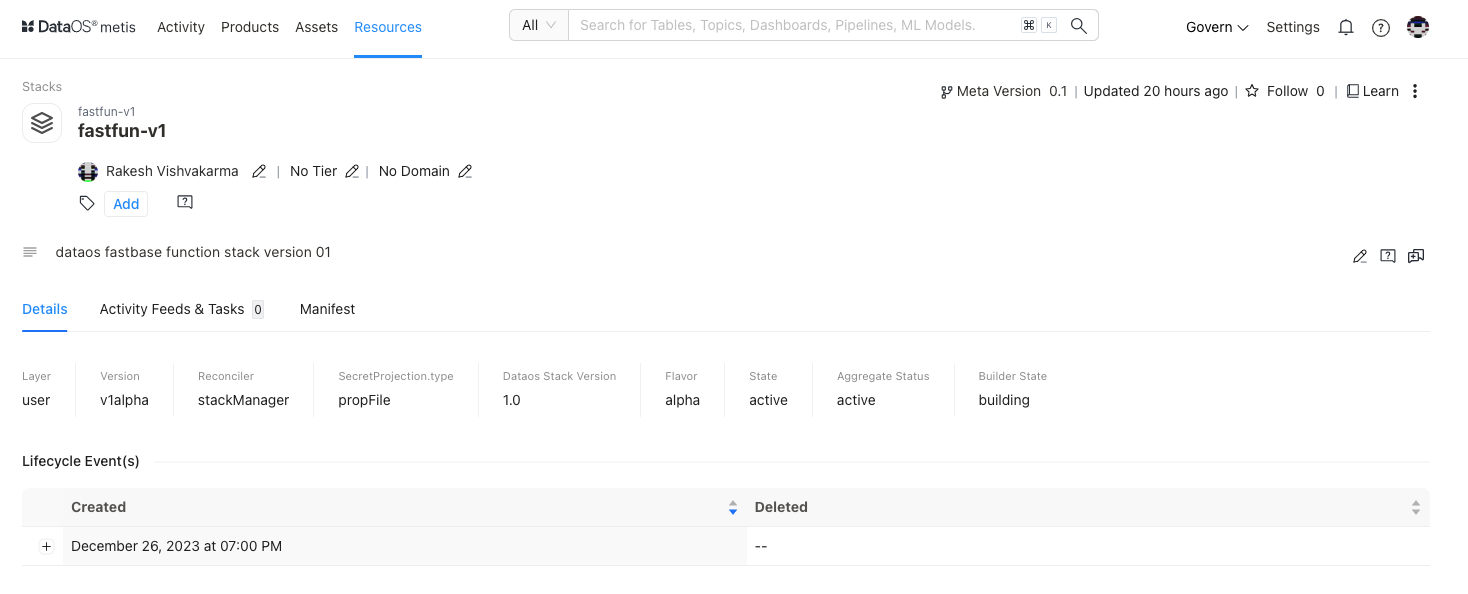 DataOS® metis Activity Products Assets Resources All Search for Tables, Topics, Dashboards, Pipelines, ML Models. ⌘ K Govern Settings
Stacks
Meta Version 0.1 | Updated 20 hours ago | Follow 0 | Learn
fastfun-v1
fastfun-v1
Rakesh Vishvakarma | No Tier | No Domain
Add
dataos fastbase function stack version 01
Details Activity Feeds & Tasks 0 Manifest
Layer Version Reconciler SecretProjection.type Dataos Stack Version Flavor State Aggregate Status Builder State
user v1alpha stackManager propFile 1.0 alpha active active building
Lifecycle Event(s)
Created Deleted
+ December 26, 2023 at 07:00 PM --